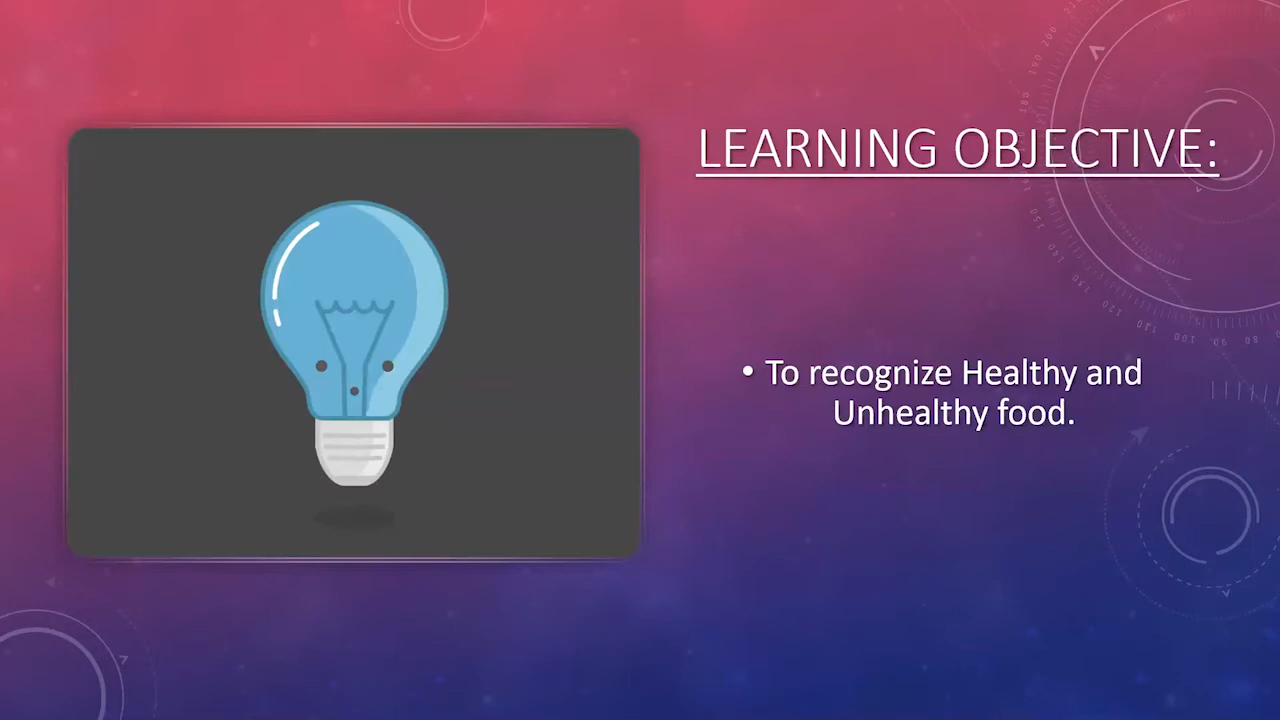 LEARNING OBJECTIVE:
• To recognize Healthy and
Unhealthy food.